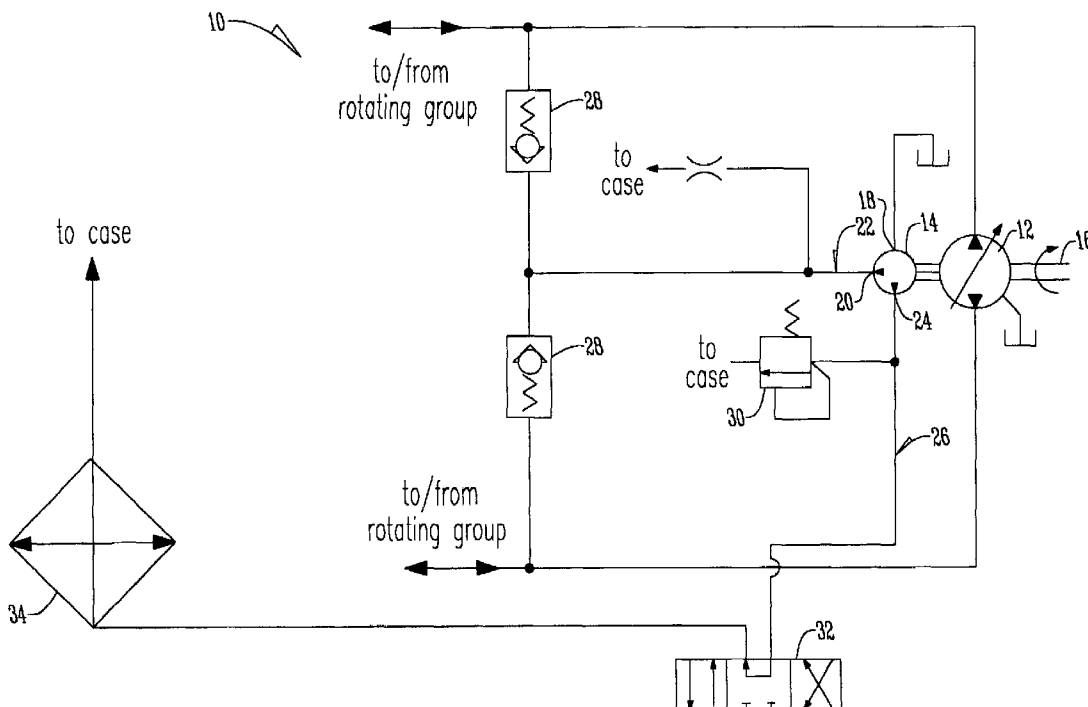 10
to/from
rotating group
28
to
case
18
14
12
16
to case
22
20
24
28
to
case
30
26
to/from
rotating group
34
32